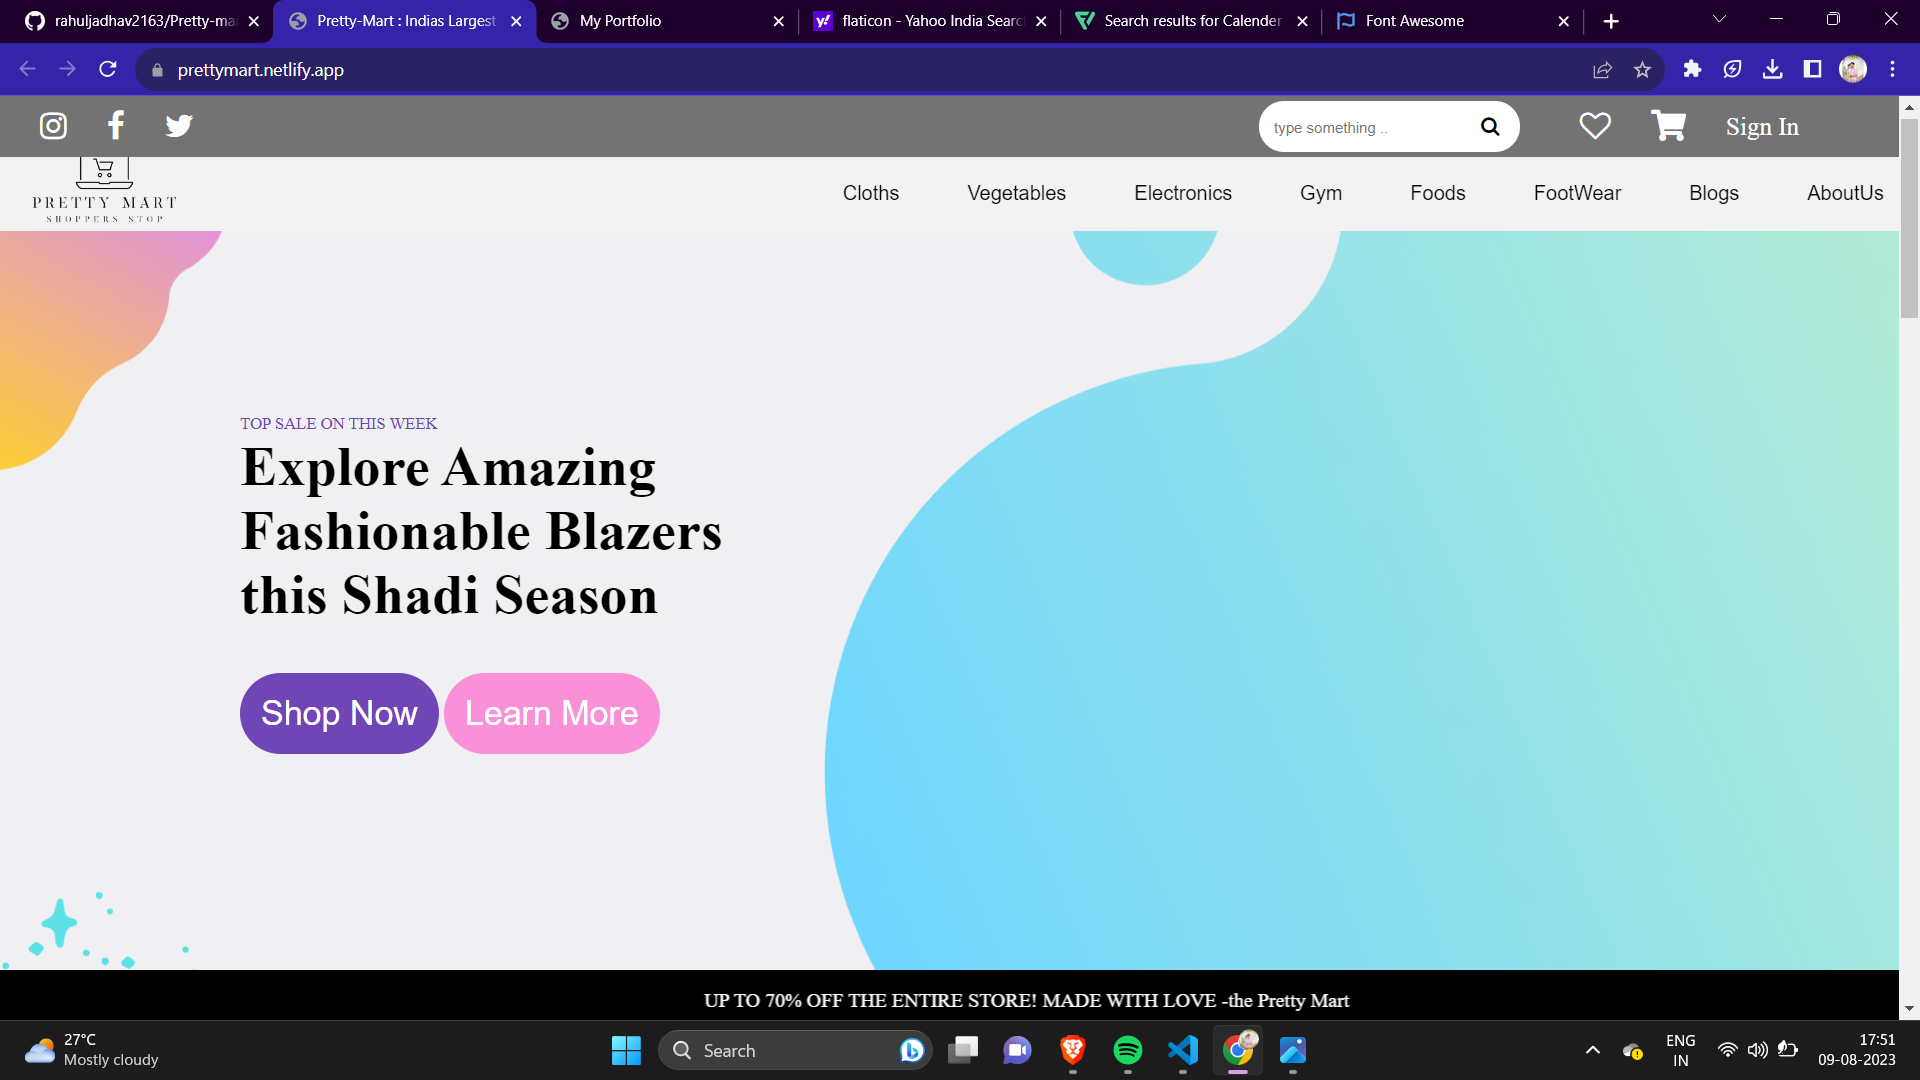 rahuljadhav2163/Pretty-ma
Pretty-Mart : Indias Largest
My Portfolio
flaticon - Yahoo India Searc
Search results for Calender
Font Awesome
prettymart.netlify.app
type something ..
Sign In
PRETTY MART
SHOPPERS STOP
Cloths
Vegetables
Electronics
Gym
Foods
FootWear
Blogs
AboutUs
TOP SALE ON THIS WEEK
Explore Amazing
Fashionable Blazers
this Shadi Season
Shop Now
Learn More
UP TO 70% OFF THE ENTIRE STORE! MADE WITH LOVE -the Pretty Mart
27°C
Mostly cloudy
Search
ENG
IN
17:51
09-08-2023